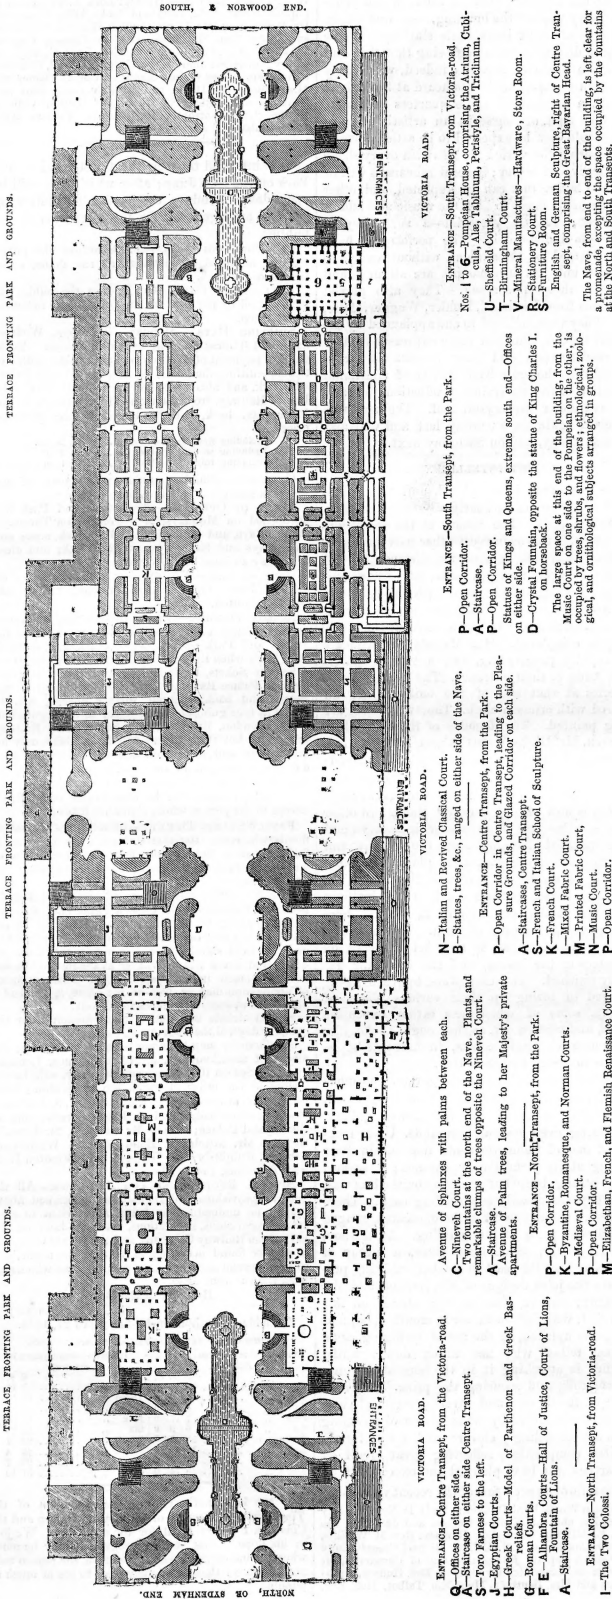 SOUTH, & NORWOOD END.
TERRACE FRONTING PARK AND GROUNDS.
TERRACE FRONTING PARK AND GROUNDS.
TERRACE FRONTING PARK AND GROUNDS.
NORTH, OR SYDENHAM END.
VICTORIA ROAD.
VICTORIA ROAD.
VICTORIA ROAD.
ENTRANCES
ENTRANCES
ENTRANCES
ENTRANCE—Centre Transept, from the Victoria-road.
Q—Offices on either side.
A—Staircase on either side Centre Transept.
S—Toro Farnese to the left.
J—Egyptian Courts.
H—Greek Courts—Model of Parthenon and Greek Bas-
reliefs.
G—Roman Courts.
F E—Alhambra Courts—Hall of Justice, Court of Lions,
Fountain of Lions.
A—Staircase.
ENTRANCE—North Transept, from Victoria-road.
I—The Two Colossi.
Avenue of Sphinxes with palms between each.
C—Nineveh Court.
Two fountains at the north end of the Nave. Plants, and
remarkable clumps of trees opposite the Nineveh Court.
A—Staircase.
Avenue of Palm trees, leading to her Majesty's private
apartments.
ENTRANCE—North Transept, from the Park.
P—Open Corridor.
K—Byzantine, Romanesque, and Norman Courts.
L—Mediæval Court.
P—Open Corridor.
M—Elizabethan, French, and Flemish Renaissance Court.
N—Italian and Revived Classical Court.
B—Statues, trees, &c., ranged on either side of the Nave.
ENTRANCE—Centre Transept, from the Park.
P—Open Corridor in Centre Transept, leading to the Plea-
sure Grounds, and Glazed Corridor on each side.
A—Staircases, Centre Transept.
S—French and Italian School of Sculpture.
K—French Court.
L—Mixed Fabric Court.
M—Printed Fabric Court,
N—Music Court.
P—Open Corridor.
ENTRANCE—South Transept, from the Park.
P—Open Corridor.
A—Staircase.
P—Open Corridor.
Statues of Kings and Queens, extreme south end—Offices
on either side.
D—Crystal Fountain, opposite the statue of King Charles I.
on horseback.
The large space at this end of the building, from the
Music Court on one side to the Pompeian on the other, is
occupied by trees, shrubs, and flowers; ethnological, zoolo-
gical, and ornithological subjects arranged in groups.
ENTRANCE—South Transept, from Victoria-road.
Nos. 1 to 6—Pompeian House, comprising the Atrium, Cubi-
cula, Alæ, Tablinum, Peristyle, and Triclinum.
U—Sheffield Court.
T—Birmingham Court.
V—Mineral Manufactures—Hardware, Store Room.
R—Stationery Court.
S—Furniture Room.
English and German Sculpture, right of Centre Tran-
sept, comprising the Great Bavarian Head.
The Nave, from end to end of the building, is left clear for
a promenade, excepting the space occupied by the fountains
at the North and South Transepts.